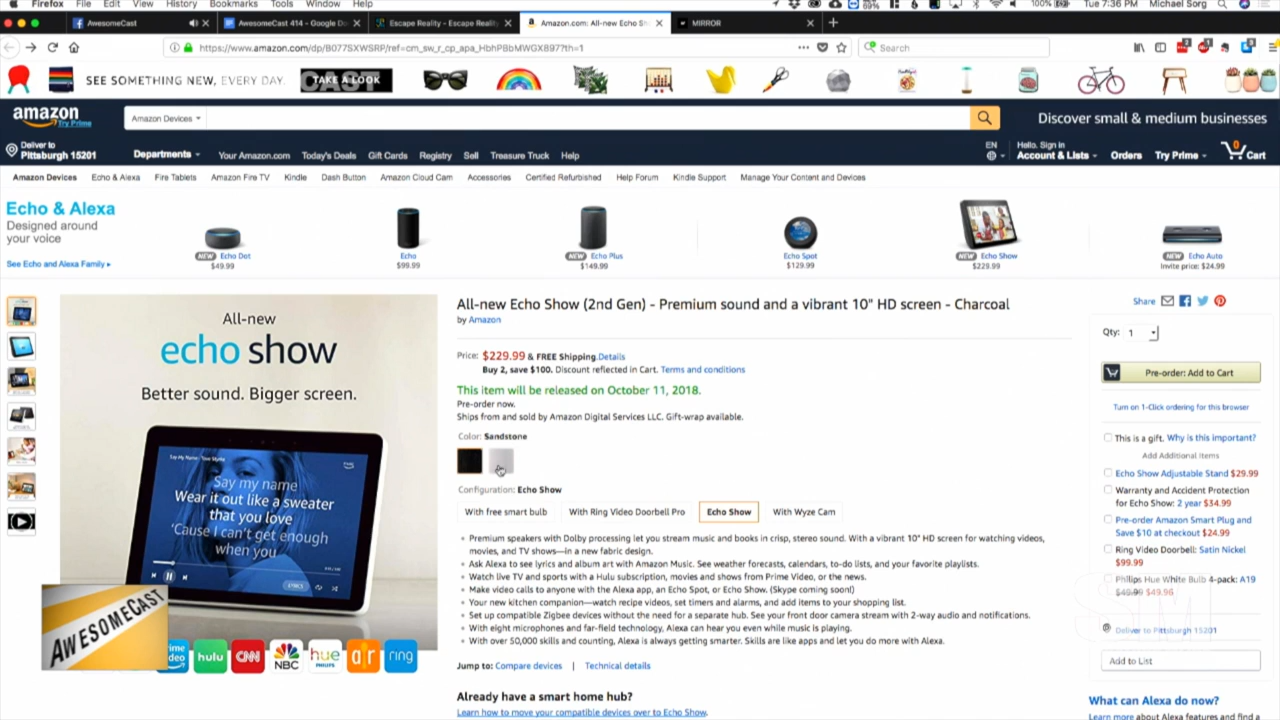 Firefox File Edit View History Bookmarks Tools Window Help
100% Tue 7:36 PM Michael Sorg
AwesomeCast
AwesomeCast 414 - Google Do
Escape Reality - Escape Realit
Amazon.com: All-new Echo Sh
MIRROR
https://www.amazon.com/dp/B077SXWSRP/ref=cm_sw_r_cp_apa_HbhPBbMWGX897?th=1
Search
SEE SOMETHING NEW, EVERY DAY.
TAKE A LOOK
amazon
Try Prime
Amazon Devices
Discover small & medium businesses
Deliver to
Pittsburgh 15201
Departments
Your Amazon.com Today's Deals Gift Cards Registry Sell Treasure Truck Help
EN
Hello. Sign in
Account & Lists
Orders
Try Prime
0
Cart
Amazon Devices Echo & Alexa Fire Tablets Amazon Fire TV Kindle Dash Button Amazon Cloud Cam Accessories Certified Refurbished Help Forum Kindle Support Manage Your Content and Devices
Echo & Alexa
Designed around
your voice
See Echo and Alexa Family ▸
NEW Echo Dot
$49.99
Echo
$99.99
NEW Echo Plus
$149.99
Echo Spot
$129.99
NEW Echo Show
$229.99
NEW Echo Auto
Invite price: $24.99
All-new
echo show
Better sound. Bigger screen.
Say my name
Wear it out like a sweater
that you love
'Cause I can't get enough
when you
LYRICS
AWESOMECAST
prime video
hulu
CNN
NBC
hue
PHILIPS
ring
All-new Echo Show (2nd Gen) - Premium sound and a vibrant 10" HD screen - Charcoal
by Amazon
Price: $229.99 & FREE Shipping. Details
Buy 2, save $100. Discount reflected in Cart. Terms and conditions
This item will be released on October 11, 2018.
Pre-order now.
Ships from and sold by Amazon Digital Services LLC. Gift-wrap available.
Color: Sandstone
Configuration: Echo Show
With free smart bulb
With Ring Video Doorbell Pro
Echo Show
With Wyze Cam
Premium speakers with Dolby processing let you stream music and books in crisp, stereo sound. With a vibrant 10" HD screen for watching videos,
movies, and TV shows—in a new fabric design.
Ask Alexa to see lyrics and album art with Amazon Music. See weather forecasts, calendars, to-do lists, and your favorite playlists.
Watch live TV and sports with a Hulu subscription, movies and shows from Prime Video, or the news.
Make video calls to anyone with the Alexa app, an Echo Spot, or Echo Show. (Skype coming soon!)
Your new kitchen companion—watch recipe videos, set timers and alarms, and add items to your shopping list.
Set up compatible Zigbee devices without the need for a separate hub. See your front door camera stream with 2-way audio and notifications.
With eight microphones and far-field technology, Alexa can hear you even while music is playing.
With over 50,000 skills and counting, Alexa is always getting smarter. Skills are like apps and let you do more with Alexa.
Jump to: Compare devices | Technical details
Already have a smart home hub?
Learn how to move your compatible devices over to Echo Show.
Share
Qty: 1
Pre-order: Add to Cart
Turn on 1-Click ordering for this browser
This is a gift. Why is this important?
Add Additional Items
Echo Show Adjustable Stand $29.99
Warranty and Accident Protection
for Echo Show: 2 year $34.99
Pre-order Amazon Smart Plug and
Save $10 at checkout $24.99
Ring Video Doorbell: Satin Nickel
$99.99
Philips Hue White Bulb 4-pack: A19
$49.99 $49.96
Deliver to Pittsburgh 15201
Add to List
What can Alexa do now?
Learn more about Alexa features and find a